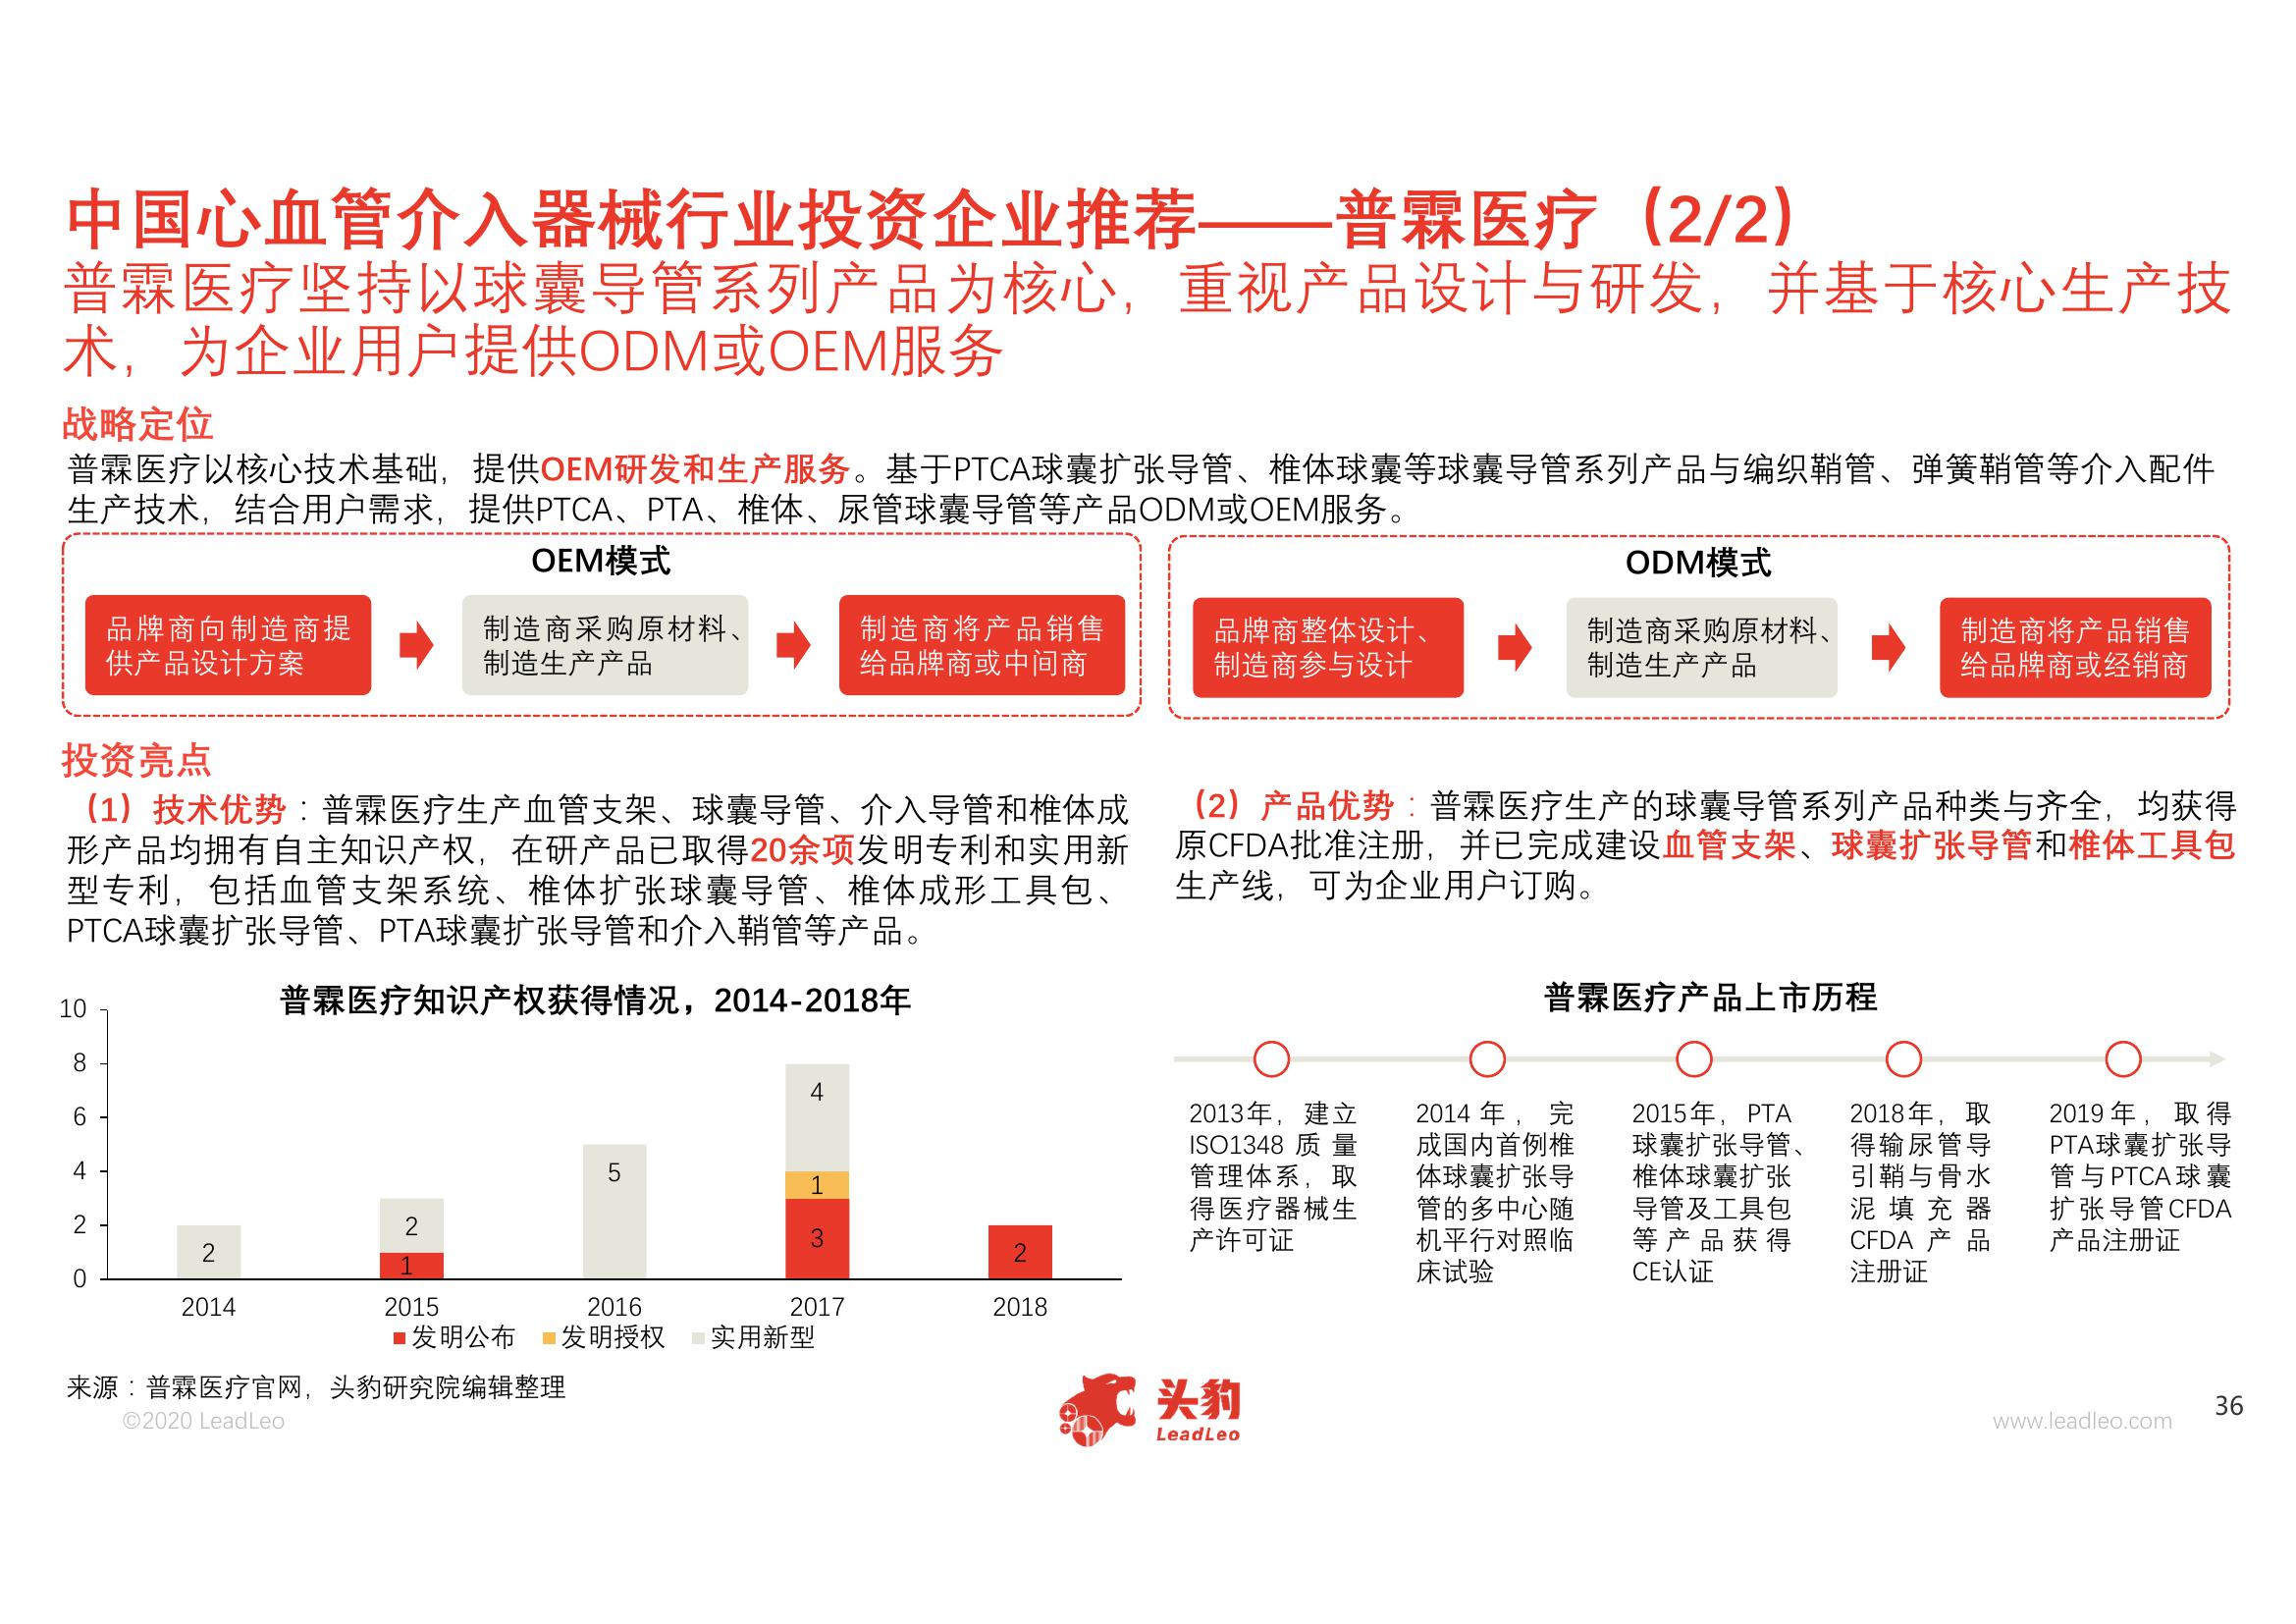 中国心血管介入器械行业投资企业推荐——普霖医疗（2/2）
普霖医疗坚持以球囊导管系列产品为核心，重视产品设计与研发，并基于核心生产技
术，为企业用户提供ODM或OEM服务
战略定位
普霖医疗以核心技术基础，提供OEM研发和生产服务。基于PTCA球囊扩张导管、椎体球囊等球囊导管系列产品与编织鞘管、弹簧鞘管等介入配件
生产技术，结合用户需求，提供PTCA、PTA、椎体、尿管球囊导管等产品ODM或OEM服务。
OEM模式
品牌商向制造商提
供产品设计方案
制造商采购原材料、
制造生产产品
制造商将产品销售
给品牌商或中间商
ODM模式
品牌商整体设计、
制造商参与设计
制造商采购原材料、
制造生产产品
制造商将产品销售
给品牌商或经销商
投资亮点
（1）技术优势：普霖医疗生产血管支架、球囊导管、介入导管和椎体成
形产品均拥有自主知识产权，在研产品已取得20余项发明专利和实用新
型专利，包括血管支架系统、椎体扩张球囊导管、椎体成形工具包、
PTCA球囊扩张导管、PTA球囊扩张导管和介入鞘管等产品。
（2）产品优势：普霖医疗生产的球囊导管系列产品种类与齐全，均获得
原CFDA批准注册，并已完成建设血管支架、球囊扩张导管和椎体工具包
生产线，可为企业用户订购。
普霖医疗知识产权获得情况，2014-2018年
10
8
6
4
2
0
2
2
1
5
4
1
3
2
2014
2015
2016
2017
2018
发明公布
发明授权
实用新型
普霖医疗产品上市历程
2013年，建立
ISO1348质量
管理体系，取
得医疗器械生
产许可证
2014年，完
成国内首例椎
体球囊扩张导
管的多中心随
机平行对照临
床试验
2015年，PTA
球囊扩张导管、
椎体球囊扩张
导管及工具包
等产品获得
CE认证
2018年，取
得输尿管导
引鞘与骨水
泥填充器
CFDA产品
注册证
2019年，取得
PTA球囊扩张导
管与PTCA球囊
扩张导管CFDA
产品注册证
来源：普霖医疗官网，头豹研究院编辑整理
©2020 LeadLeo
头豹
LeadLeo
www.leadleo.com
36